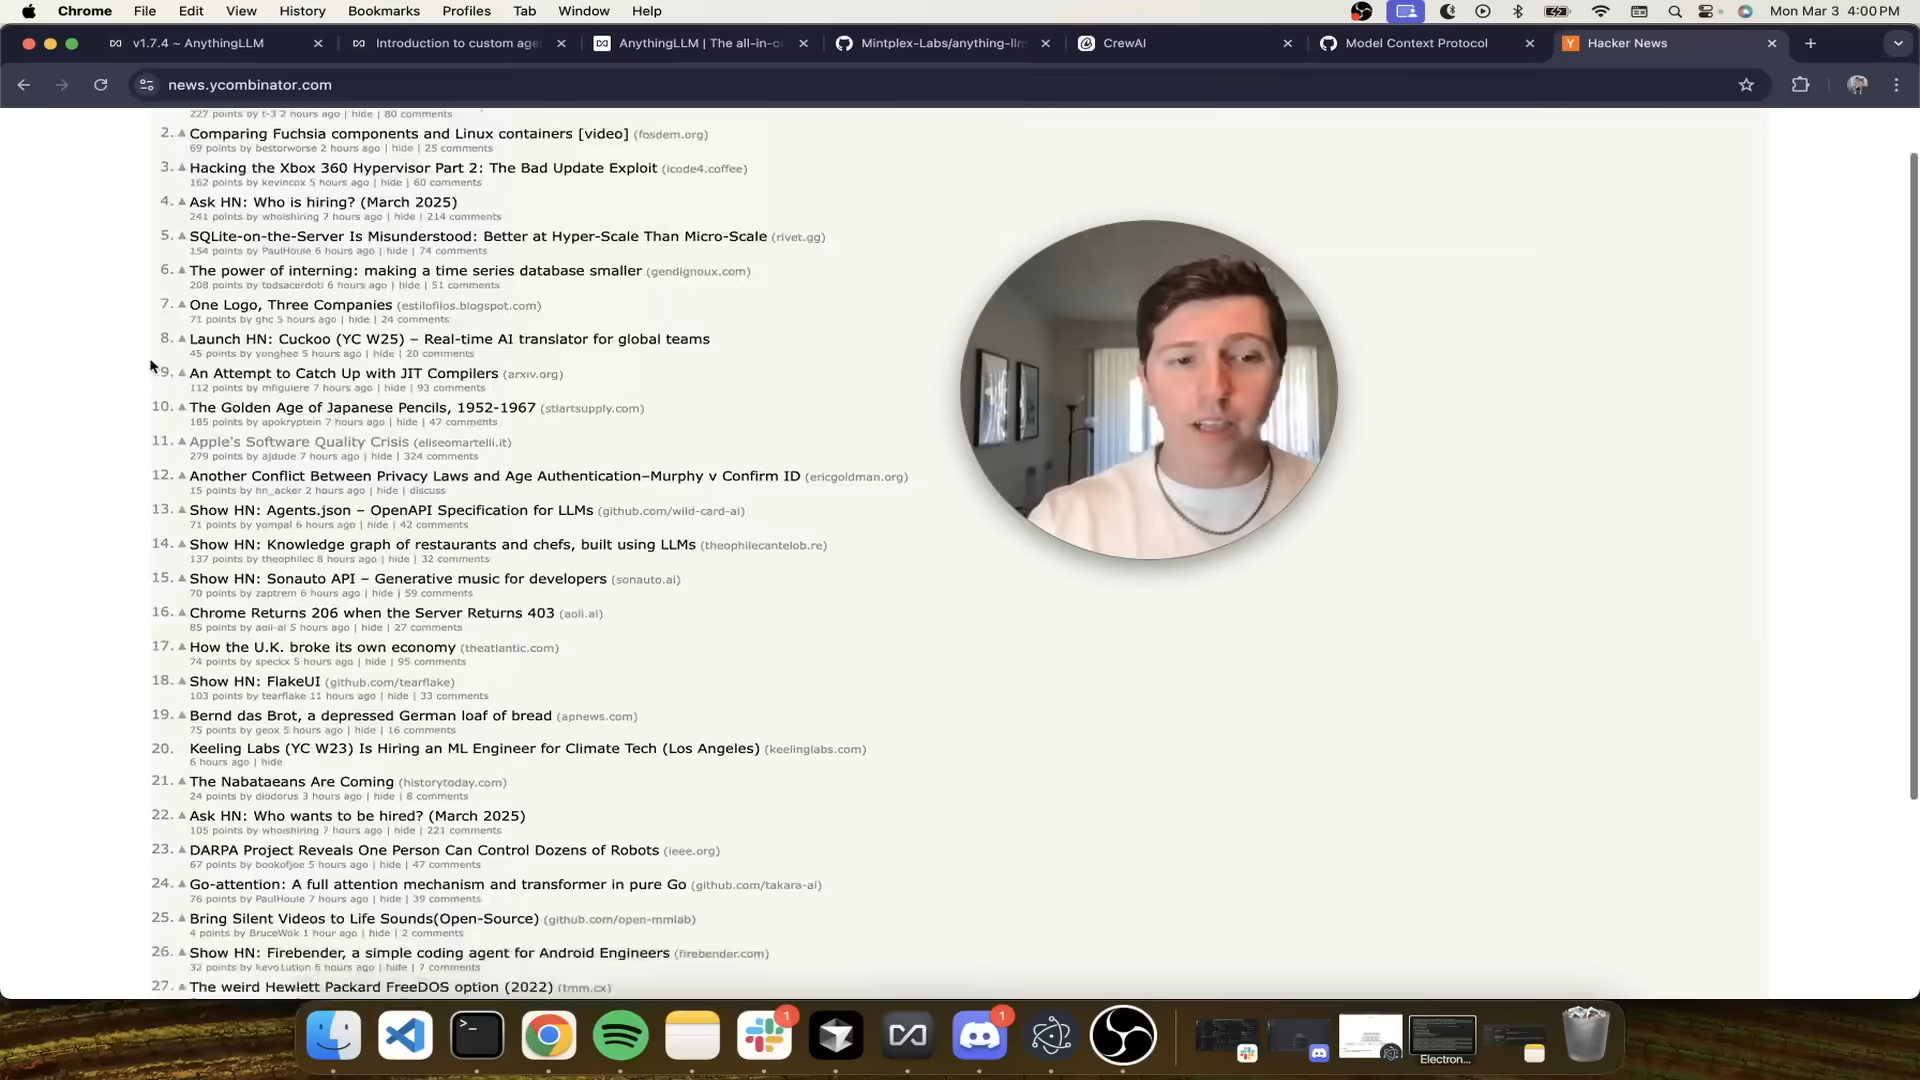 Chrome File Edit View History Bookmarks Profiles Tab Window Help Mon Mar 3 4:00 PM
v1.7.4 ~ AnythingLLM Introduction to custom age AnythingLLM | The all-in-o Mintplex-Labs/anything-llm CrewAI Model Context Protocol Hacker News
news.ycombinator.com
227 points by t-3 2 hours ago | hide | 80 comments
2. Comparing Fuchsia components and Linux containers [video] (fosdem.org)
69 points by bestorworse 2 hours ago | hide | 25 comments
3. Hacking the Xbox 360 Hypervisor Part 2: The Bad Update Exploit (icode4.coffee)
162 points by kevincox 5 hours ago | hide | 60 comments
4. Ask HN: Who is hiring? (March 2025)
241 points by whoishiring 7 hours ago | hide | 214 comments
5. SQLite-on-the-Server Is Misunderstood: Better at Hyper-Scale Than Micro-Scale (rivet.gg)
154 points by PaulHoule 6 hours ago | hide | 74 comments
6. The power of interning: making a time series database smaller (gendignoux.com)
208 points by todsacerdoti 6 hours ago | hide | 51 comments
7. One Logo, Three Companies (estilofilos.blogspot.com)
71 points by ghc 5 hours ago | hide | 24 comments
8. Launch HN: Cuckoo (YC W25) – Real-time AI translator for global teams
45 points by yonghee 5 hours ago | hide | 20 comments
9. An Attempt to Catch Up with JIT Compilers (arxiv.org)
112 points by mfiguiere 7 hours ago | hide | 93 comments
10. The Golden Age of Japanese Pencils, 1952-1967 (stlartsupply.com)
185 points by apokryptein 7 hours ago | hide | 47 comments
11. Apple's Software Quality Crisis (eliseomartelli.it)
279 points by ajdude 7 hours ago | hide | 324 comments
12. Another Conflict Between Privacy Laws and Age Authentication–Murphy v Confirm ID (ericgoldman.org)
15 points by hn_acker 2 hours ago | hide | discuss
13. Show HN: Agents.json – OpenAPI Specification for LLMs (github.com/wild-card-ai)
71 points by yompal 6 hours ago | hide | 42 comments
14. Show HN: Knowledge graph of restaurants and chefs, built using LLMs (theophilecantelob.re)
137 points by theophilec 8 hours ago | hide | 32 comments
15. Show HN: Sonauto API – Generative music for developers (sonauto.ai)
70 points by zaptrem 6 hours ago | hide | 59 comments
16. Chrome Returns 206 when the Server Returns 403 (aoli.al)
85 points by aoli-al 5 hours ago | hide | 27 comments
17. How the U.K. broke its own economy (theatlantic.com)
74 points by speckx 5 hours ago | hide | 95 comments
18. Show HN: FlakeUI (github.com/tearflake)
103 points by tearflake 11 hours ago | hide | 33 comments
19. Bernd das Brot, a depressed German loaf of bread (apnews.com)
75 points by geox 5 hours ago | hide | 16 comments
20. Keeling Labs (YC W23) Is Hiring an ML Engineer for Climate Tech (Los Angeles) (keelinglabs.com)
6 hours ago | hide
21. The Nabataeans Are Coming (historytoday.com)
24 points by diodorus 3 hours ago | hide | 8 comments
22. Ask HN: Who wants to be hired? (March 2025)
105 points by whoishiring 7 hours ago | hide | 221 comments
23. DARPA Project Reveals One Person Can Control Dozens of Robots (ieee.org)
67 points by bookofjoe 5 hours ago | hide | 47 comments
24. Go-attention: A full attention mechanism and transformer in pure Go (github.com/takara-ai)
76 points by PaulHoule 7 hours ago | hide | 39 comments
25. Bring Silent Videos to Life Sounds(Open-Source) (github.com/open-mmlab)
4 points by BruceWok 1 hour ago | hide | 2 comments
26. Show HN: Firebender, a simple coding agent for Android Engineers (firebender.com)
32 points by kevo1ution 6 hours ago | hide | 7 comments
27. The weird Hewlett Packard FreeDOS option (2022) (tmm.cx)
1
1
Electron...